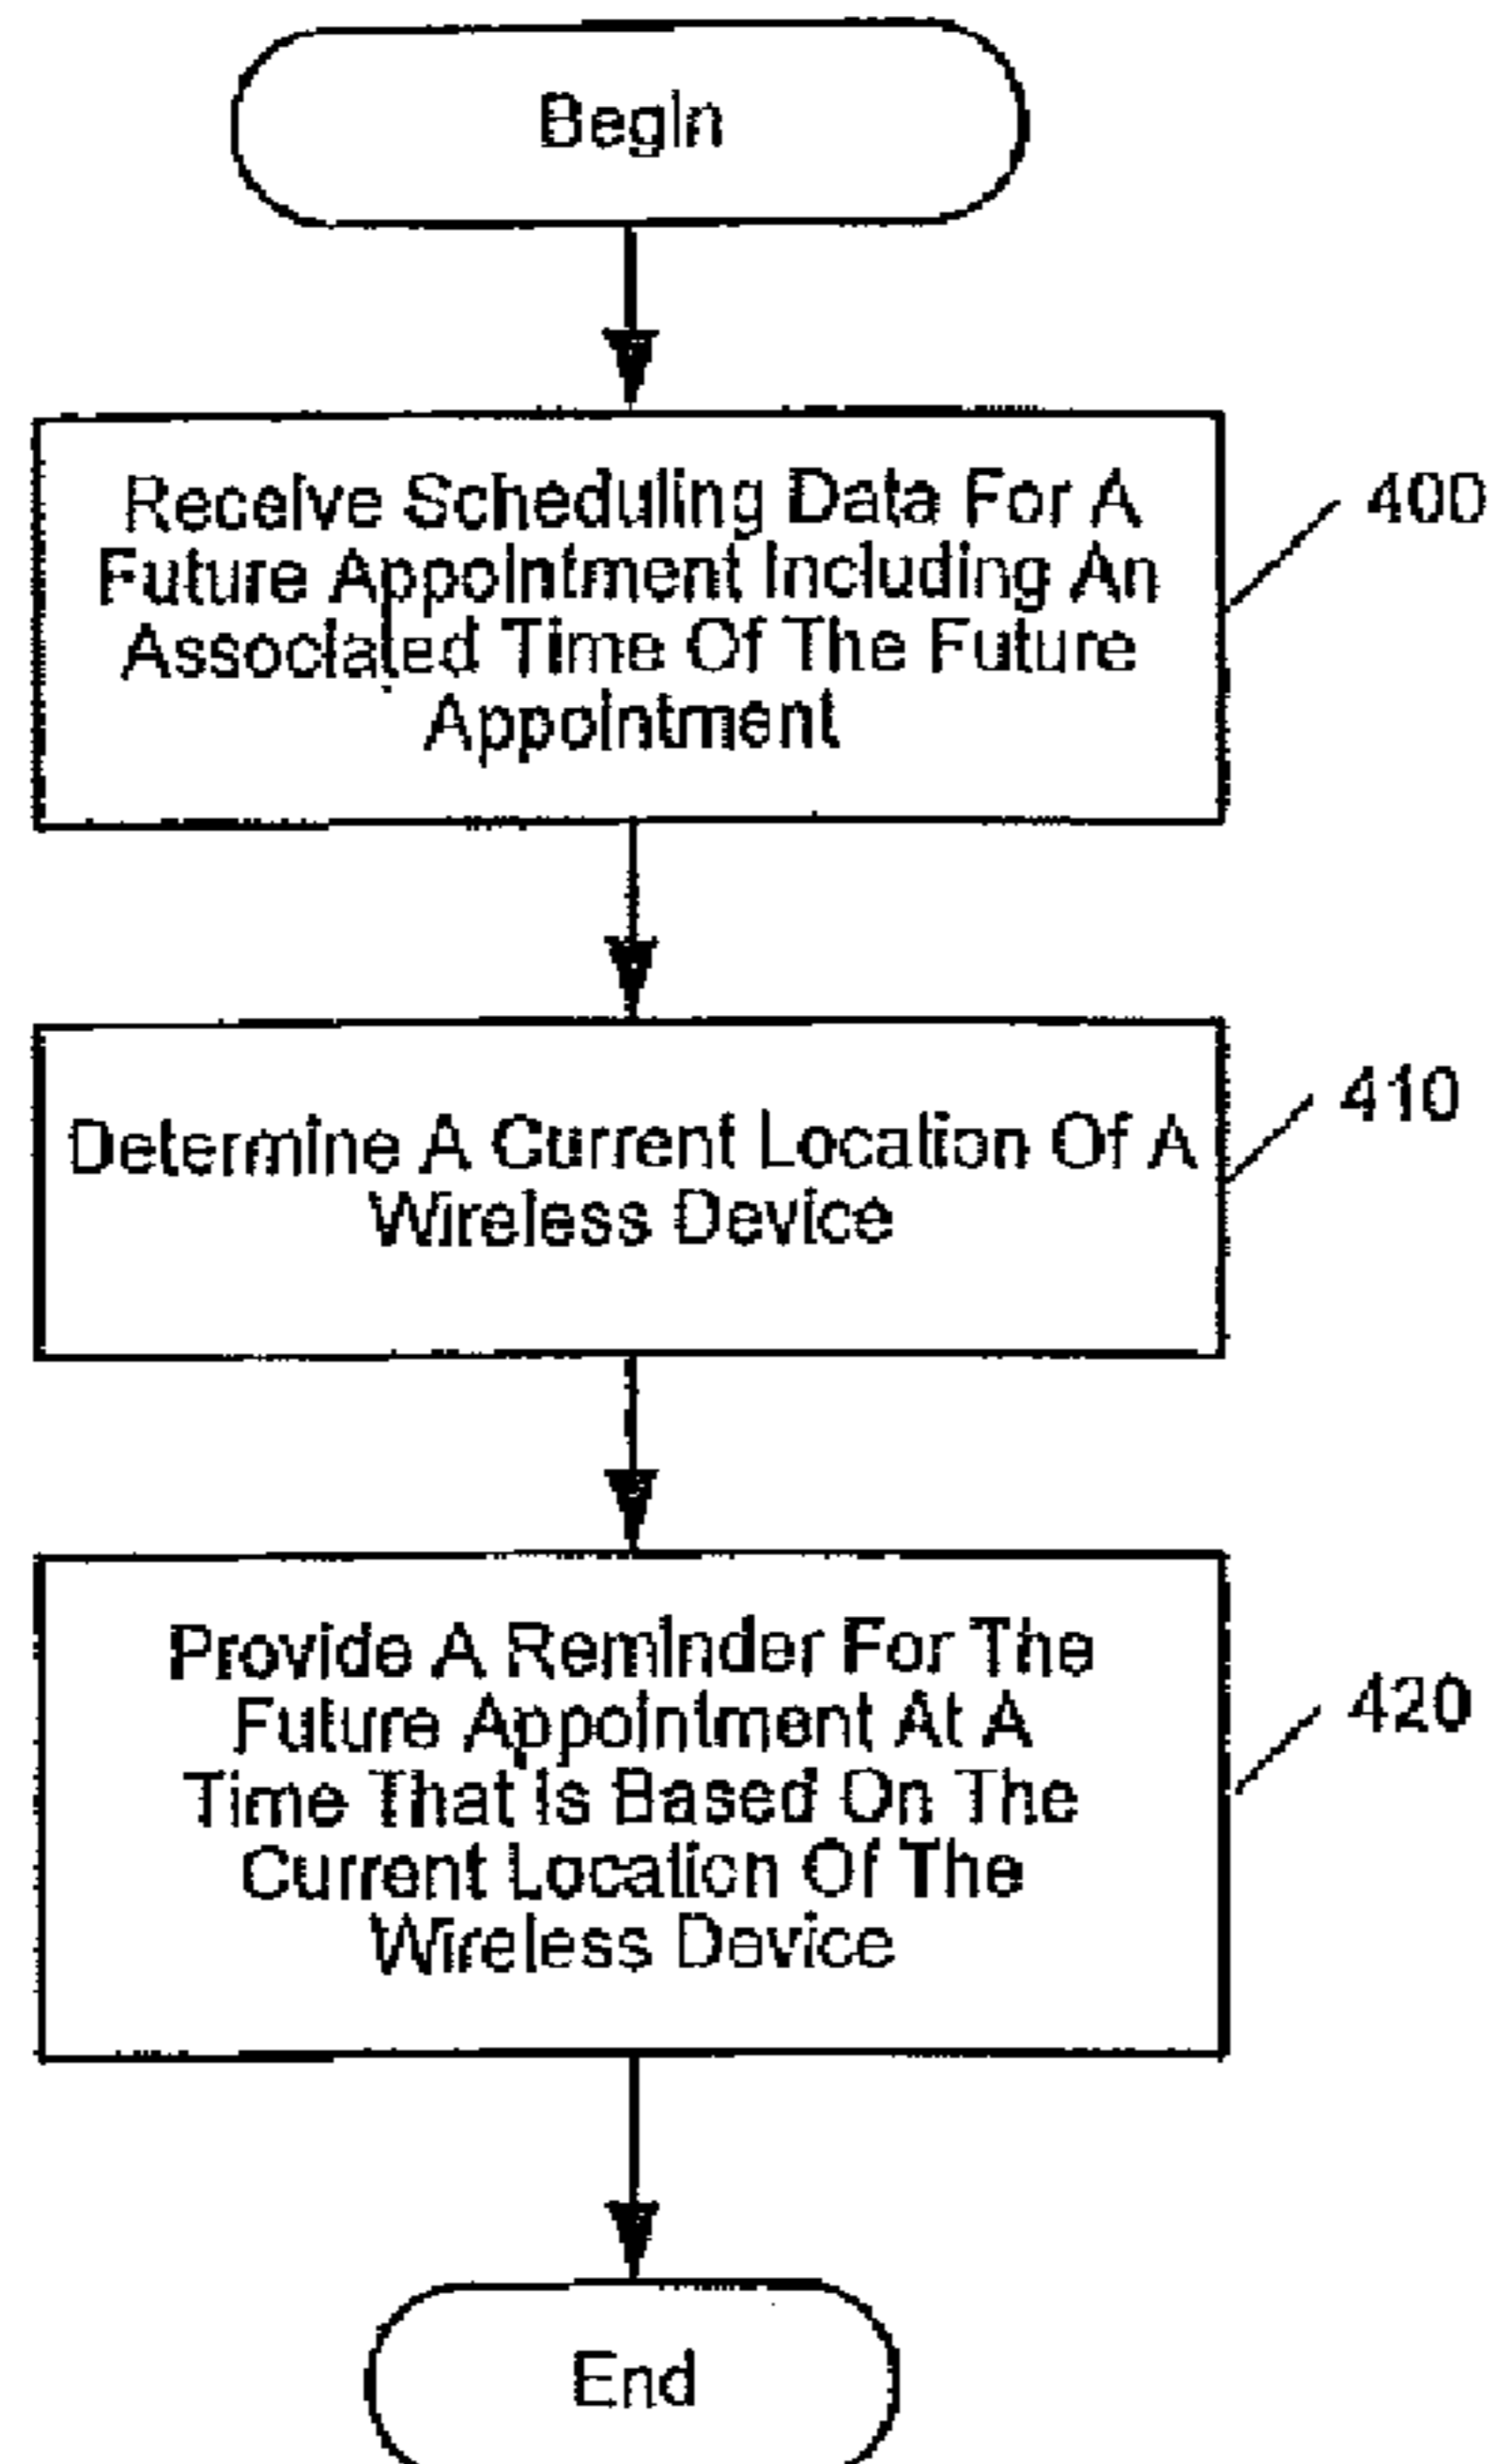 Begin
Receive Scheduling Data For A
400
Future Appointment Including An
Associated Time Of The Future
Appointment
Determine A Current Location Of A
410
Wireless Device
Provide A Reminder For The
420
Future Appointment At A
Time That Is Based On The
Current Location Of The
Wireless Device
End